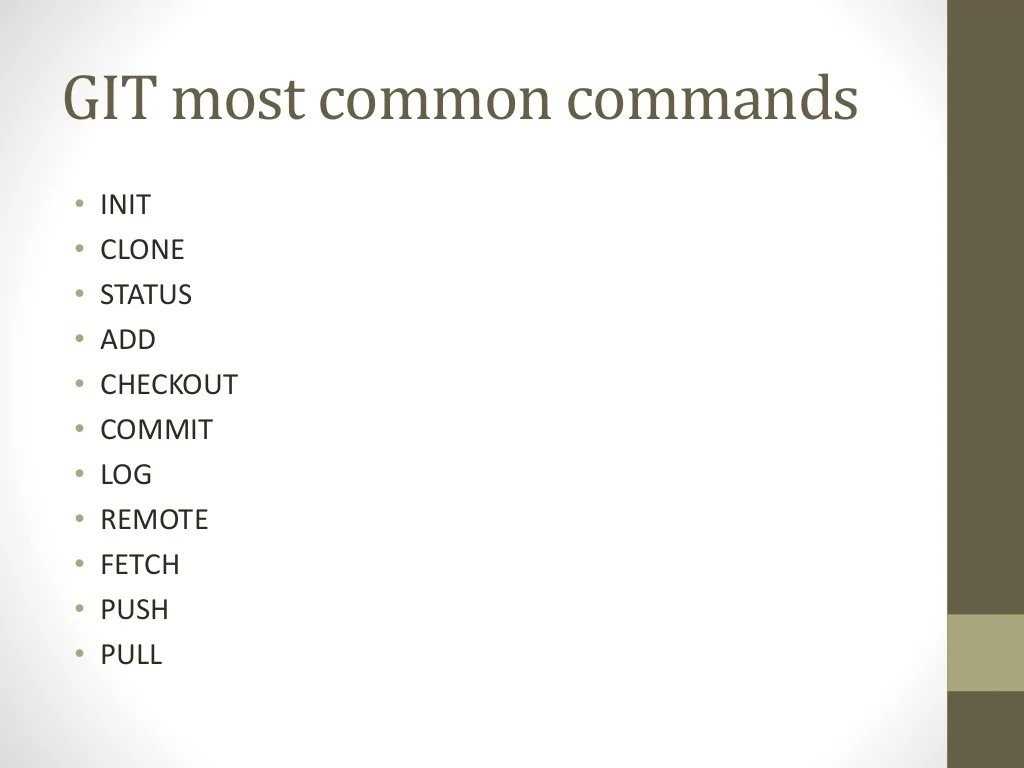 GIT most common commands
• INIT
• CLONE
• STATUS
• ADD
• CHECKOUT
• COMMIT
• LOG
• REMOTE
• FETCH
• PUSH
• PULL